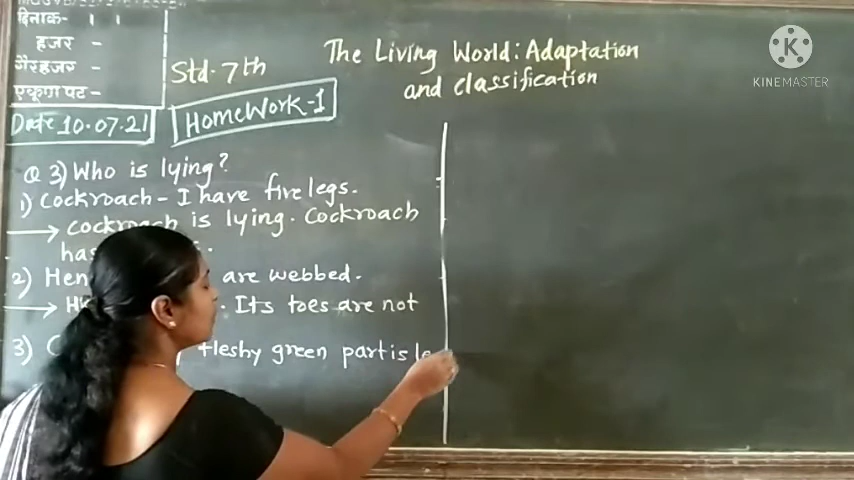 दिनांक- ।।
हजर -
गैरहजर -
एकूण पट -
Date 10.07.21
Std. 7th
HomeWork-1
The Living World: Adaptation
and classification
Q 3) Who is lying?
1) Cockroach - I have five legs.
→ Cockroach is lying. Cockroach
has
2) Hen are webbed.
→ . Its toes are not
3) fleshy green part is
KINEMASTER